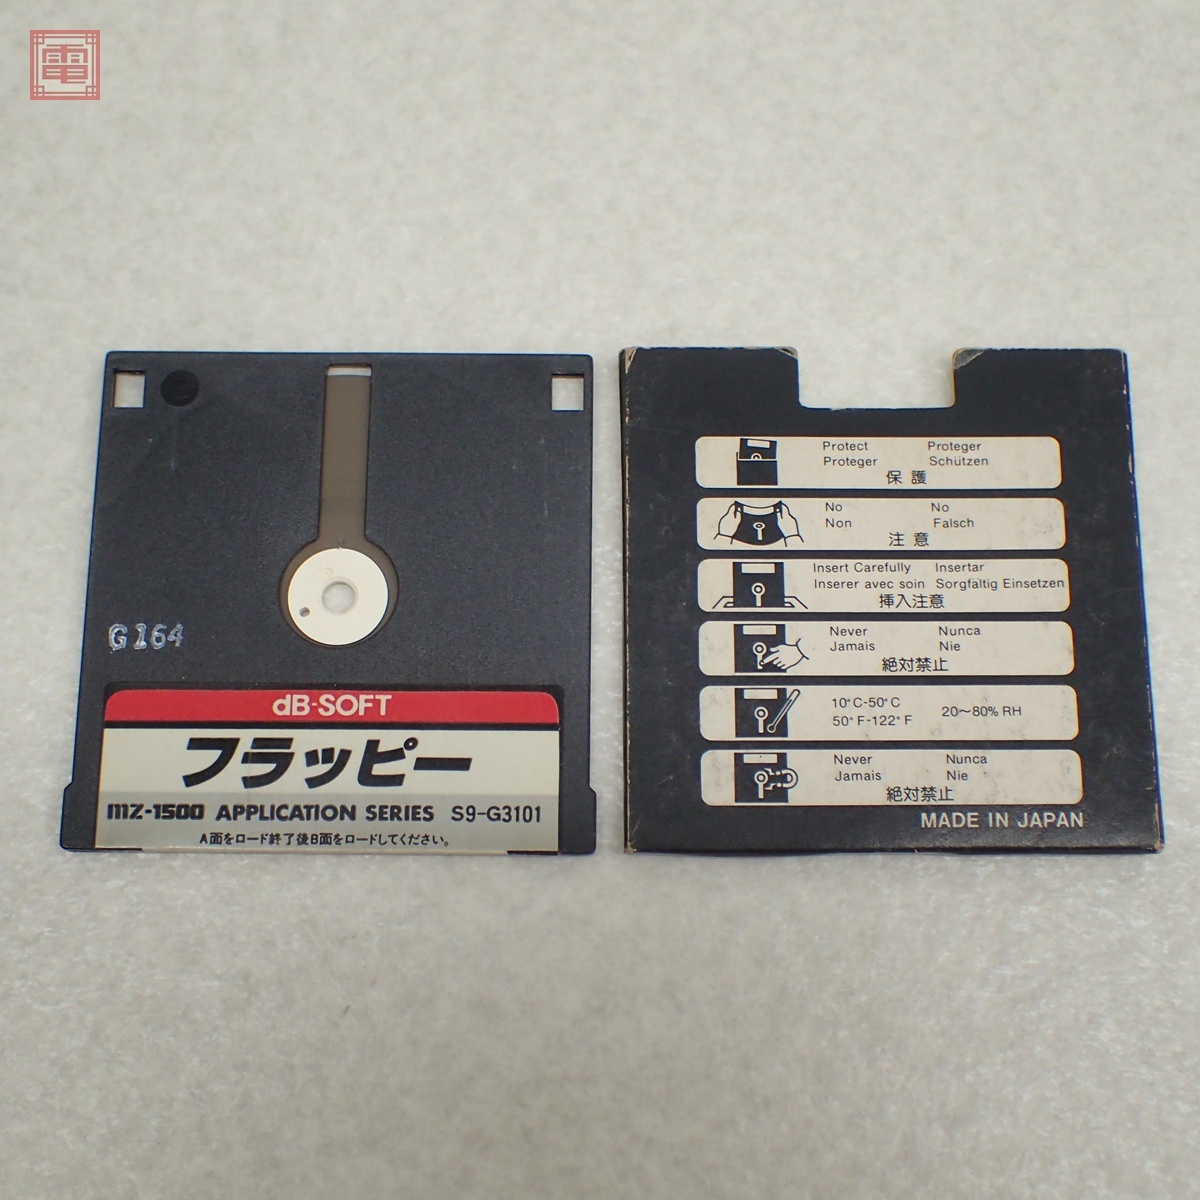 電
G164
dB-SOFT
フラッピー
MZ-1500 APPLICATION SERIES S9-G3101
A面をロード終了後B面をロードしてください。
Protect Proteger
Proteger Schützen
保護
No No
Non Falsch
注意
Insert Carefully Insertar
Inserer avec soin Sorgfältig Einsetzen
挿入注意
Never Nunca
Jamais Nie
絶対禁止
10°C-50°C
50°F-122°F 20〜80% RH
Never Nunca
Jamais Nie
絶対禁止
MADE IN JAPAN